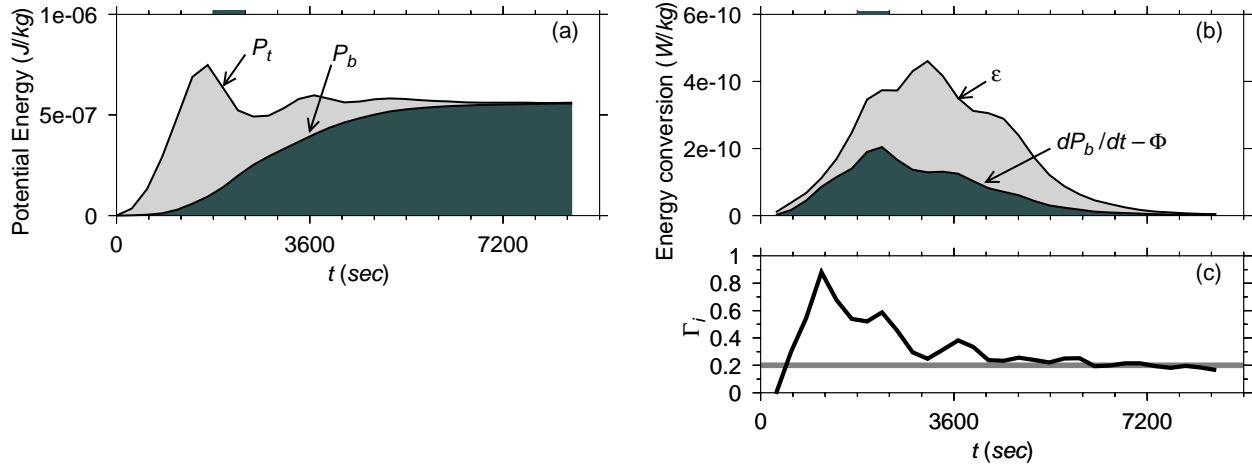 1e-06
5e-07
0
Potential Energy (J/kg)
(a)
P_t
P_b
0 3600 7200
t (sec)
6e-10
4e-10
2e-10
0
Energy conversion (W/kg)
(b)
ε
dP_b/dt − Φ
1
0.8
0.6
0.4
0.2
0
Γ_i
(c)
0 3600 7200
t (sec)